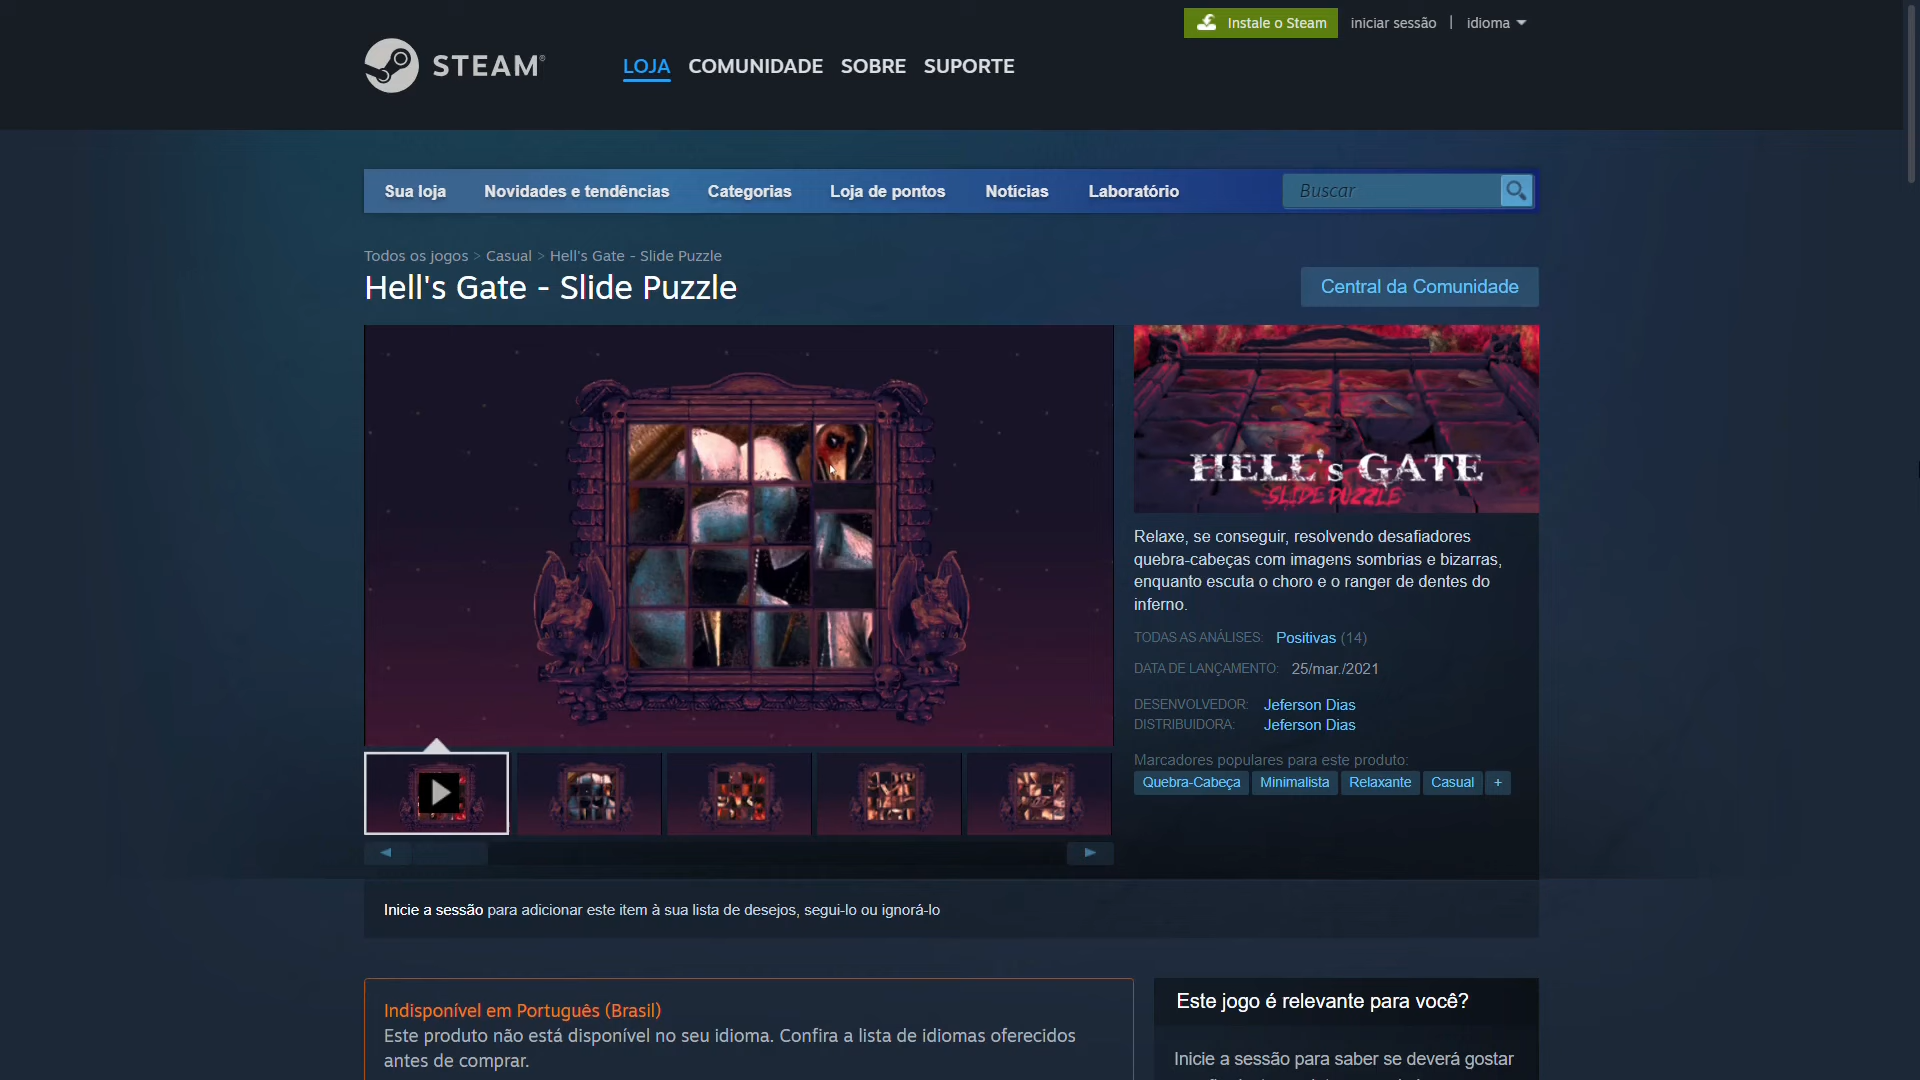 Instale o Steam
iniciar sessão | idioma
STEAM®
LOJA COMUNIDADE SOBRE SUPORTE
Sua loja Novidades e tendências Categorias Loja de pontos Notícias Laboratório Buscar
Todos os jogos > Casual > Hell's Gate - Slide Puzzle
Hell's Gate - Slide Puzzle
Central da Comunidade
HELL's GATE
SLIDE PUZZLE
Relaxe, se conseguir, resolvendo desafiadores
quebra-cabeças com imagens sombrias e bizarras,
enquanto escuta o choro e o ranger de dentes do
inferno.
TODAS AS ANÁLISES: Positivas (14)
DATA DE LANÇAMENTO: 25/mar./2021
DESENVOLVEDOR: Jeferson Dias
DISTRIBUIDORA: Jeferson Dias
Marcadores populares para este produto:
Quebra-Cabeça Minimalista Relaxante Casual +
Inicie a sessão para adicionar este item à sua lista de desejos, segui-lo ou ignorá-lo
Indisponível em Português (Brasil)
Este produto não está disponível no seu idioma. Confira a lista de idiomas oferecidos
antes de comprar.
Este jogo é relevante para você?
Inicie a sessão para saber se deverá gostar